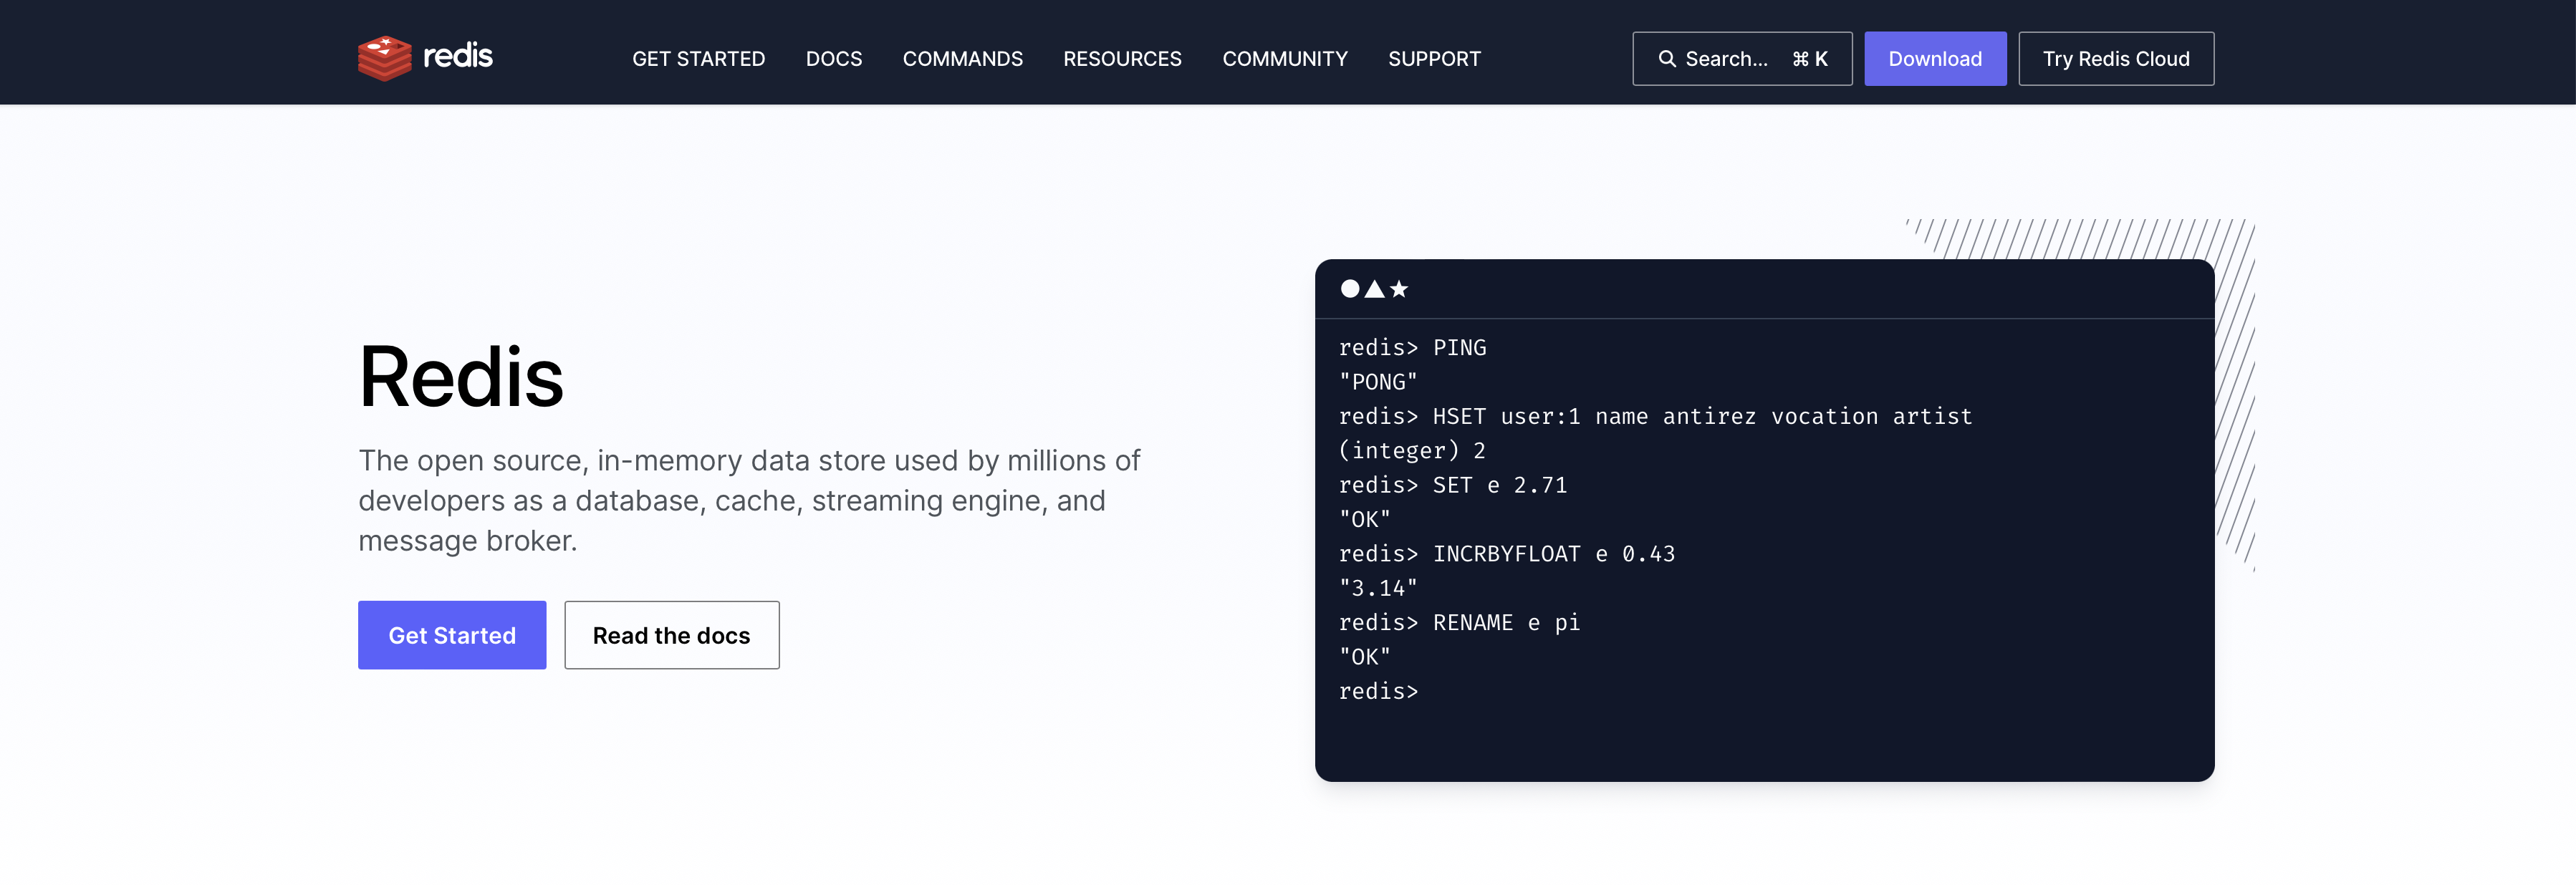 redis
GET STARTED
DOCS
COMMANDS
RESOURCES
COMMUNITY
SUPPORT
Search... ⌘ K
Download
Try Redis Cloud
Redis
The open source, in-memory data store used by millions of
developers as a database, cache, streaming engine, and
message broker.
Get Started
Read the docs
redis> PING
"PONG"
redis> HSET user:1 name antirez vocation artist
(integer) 2
redis> SET e 2.71
"OK"
redis> INCRBYFLOAT e 0.43
"3.14"
redis> RENAME e pi
"OK"
redis>